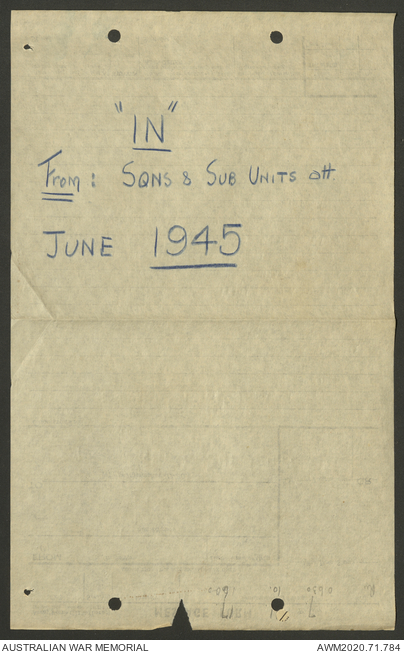 "IN"
From: SQNS & SUB UNITS att.
JUNE 1945
AUSTRALIAN WAR MEMORIAL
AWM2020.71.784